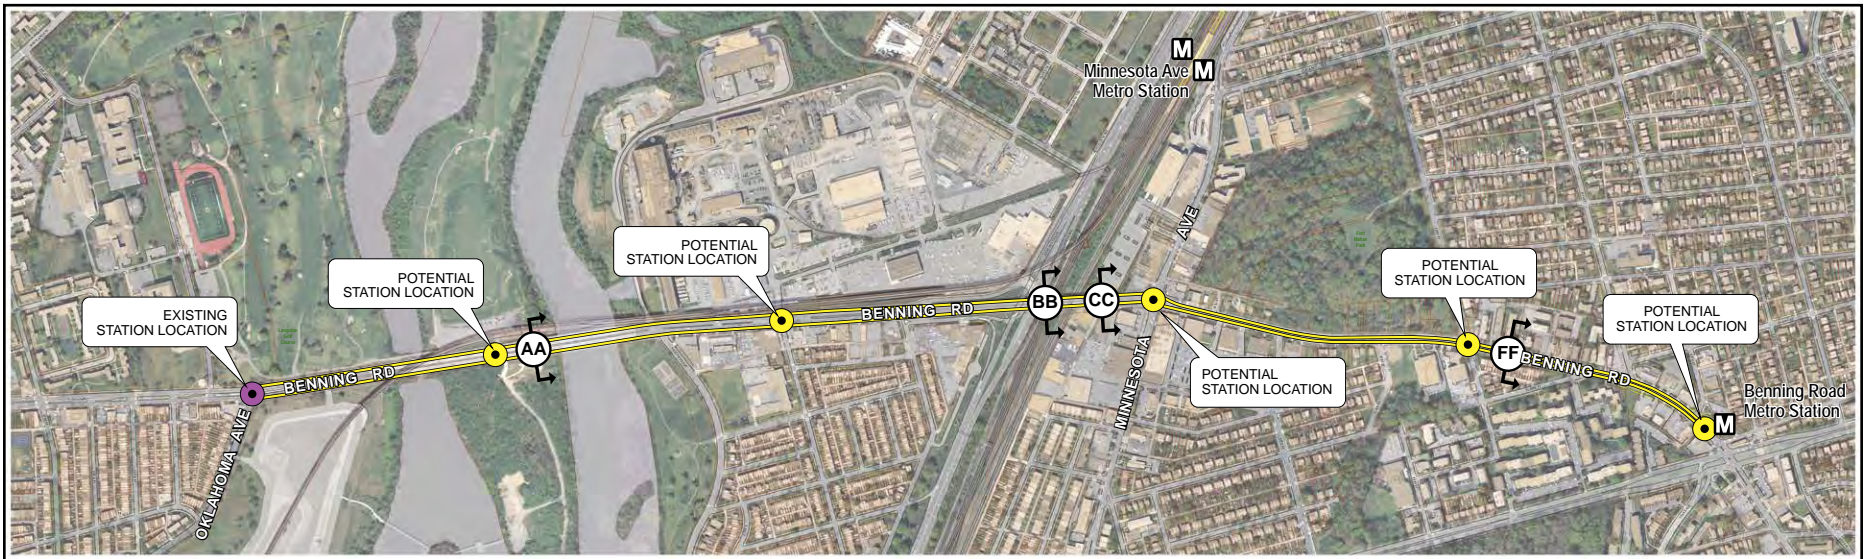 M
Minnesota Ave M
Metro Station
AVE
POTENTIAL
STATION LOCATION
POTENTIAL
STATION LOCATION
EXISTING
STATION LOCATION
POTENTIAL
STATION LOCATION
POTENTIAL
STATION LOCATION
POTENTIAL
STATION LOCATION
BENNING RD
AA
BENNING RD
BB
CC
FF
BENNING RD
OKLAHOMA AVE
MINNESOTA
Benning Road
Metro Station
M